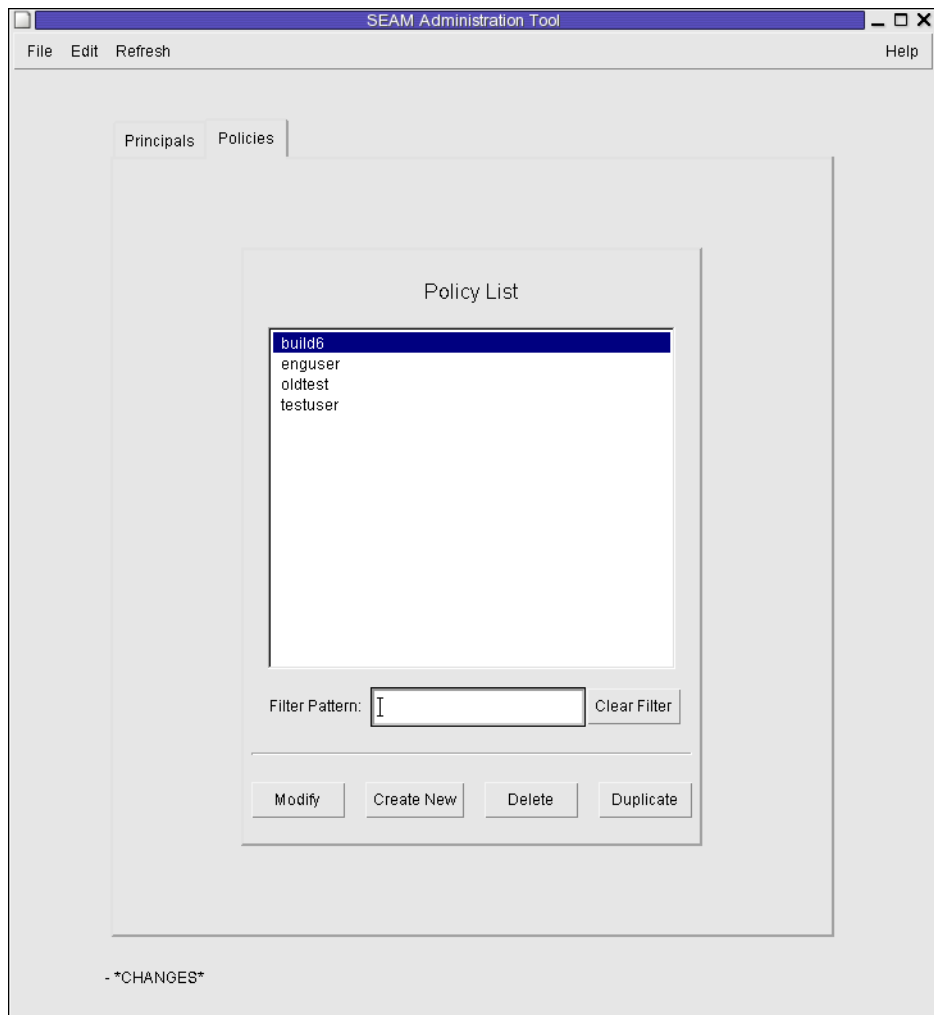 SEAM Administration Tool
File Edit Refresh Help
Principals Policies
Policy List
build6
enguser
oldtest
testuser
Filter Pattern: Clear Filter
Modify Create New Delete Duplicate
- *CHANGES*